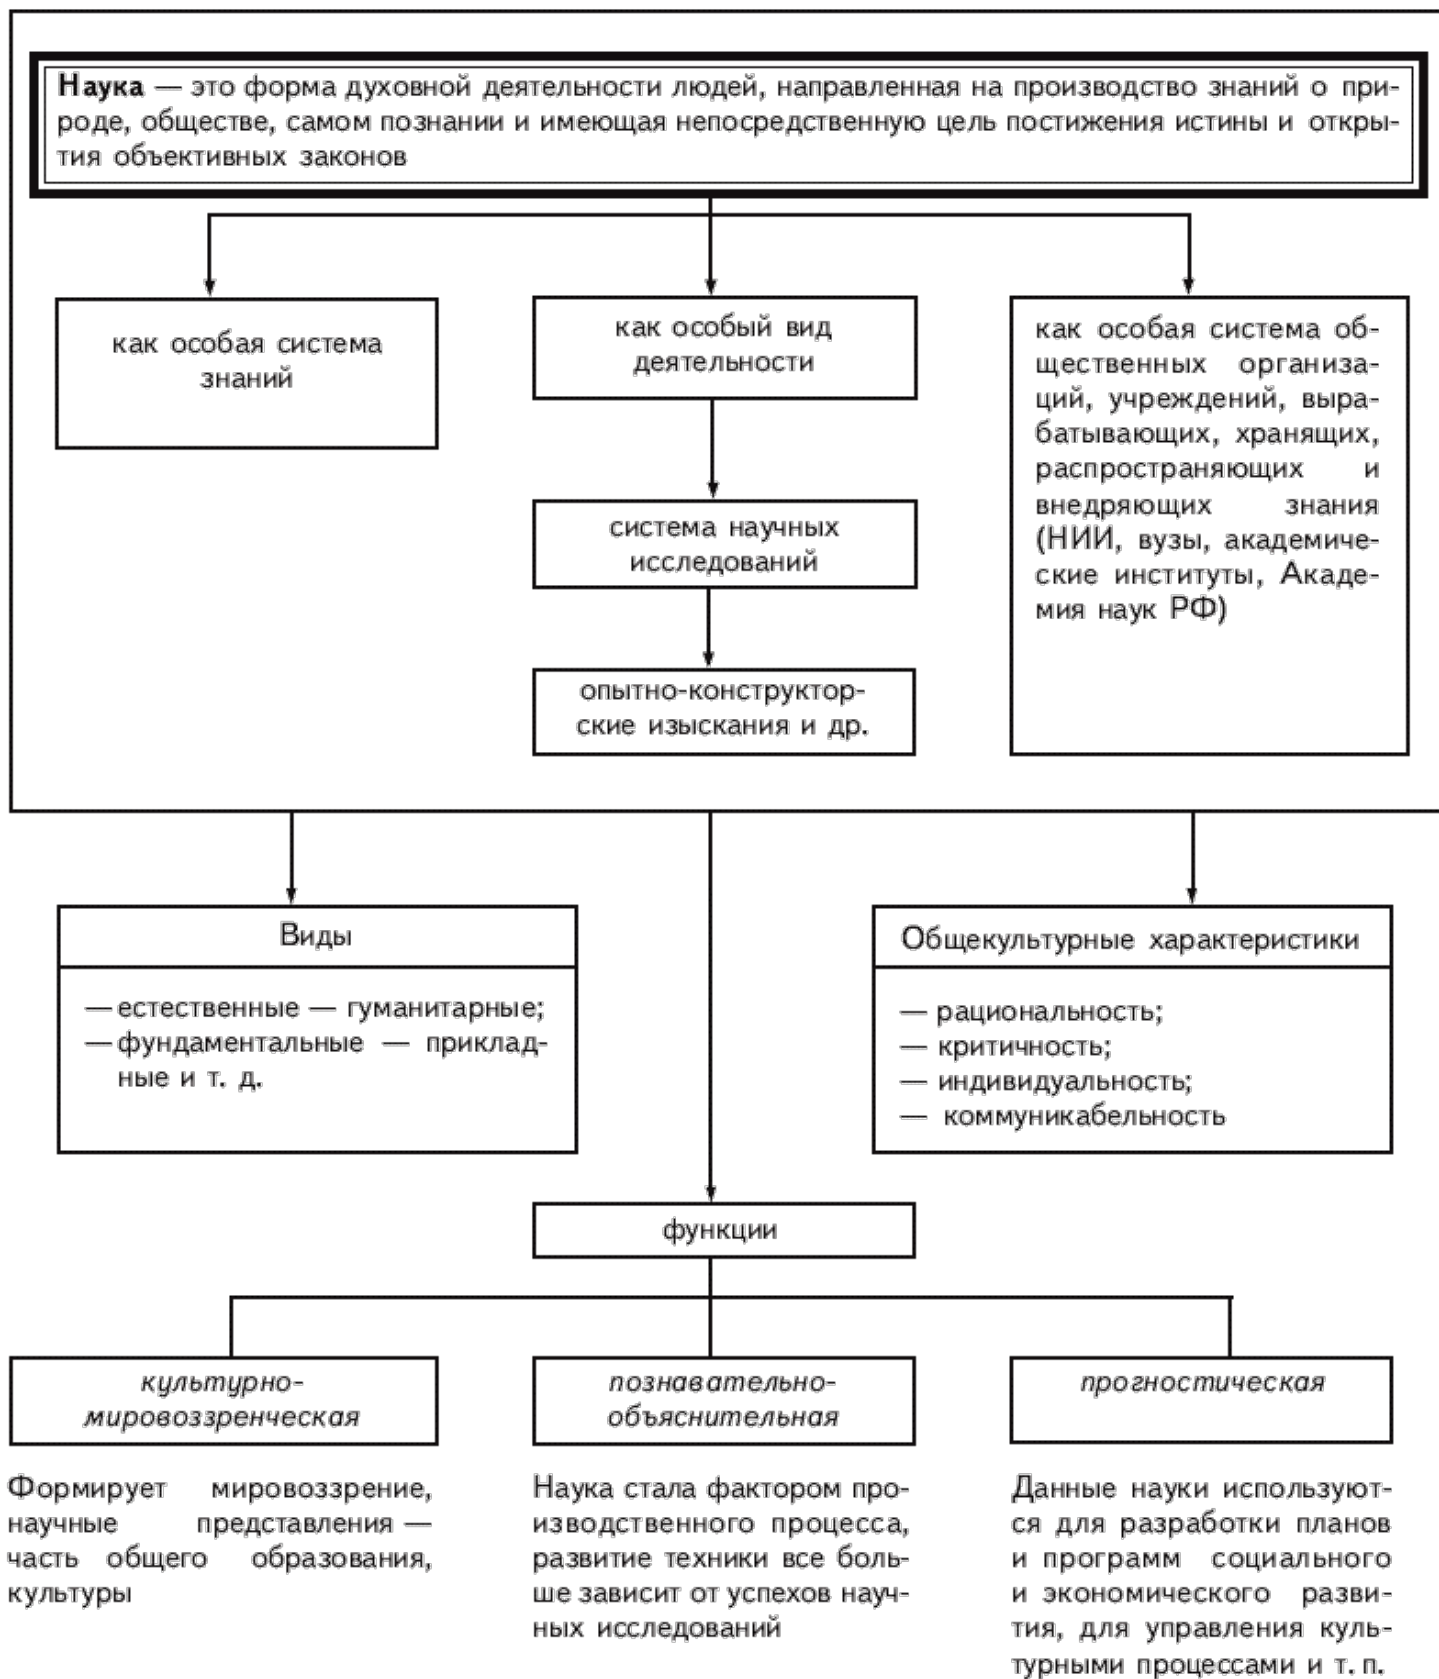 Наука — это форма духовной деятельности людей, направленная на производство знаний о при-
роде, обществе, самом познании и имеющая непосредственную цель постижения истины и откры-
тия объективных законов
как особая система
знаний
как особый вид
деятельности
система научных
исследований
опытно-конструктор-
ские изыскания и др.
как особая система об-
щественных организа-
ций, учреждений, выра-
батывающих, хранящих,
распространяющих и
внедряющих знания
(НИИ, вузы, академиче-
ские институты, Акаде-
мия наук РФ)
Виды
— естественные — гуманитарные;
— фундаментальные — приклад-
ные и т. д.
Общекультурные характеристики
— рациональность;
— критичность;
— индивидуальность;
— коммуникабельность
функции
культурно-
мировоззренческая
Формирует мировоззрение,
научные представления —
часть общего образования,
культуры
познавательно-
объяснительная
Наука стала фактором про-
изводственного процесса,
развитие техники все боль-
ше зависит от успехов науч-
ных исследований
прогностическая
Данные науки используют-
ся для разработки планов
и программ социального
и экономического разви-
тия, для управления куль-
турными процессами и т. п.